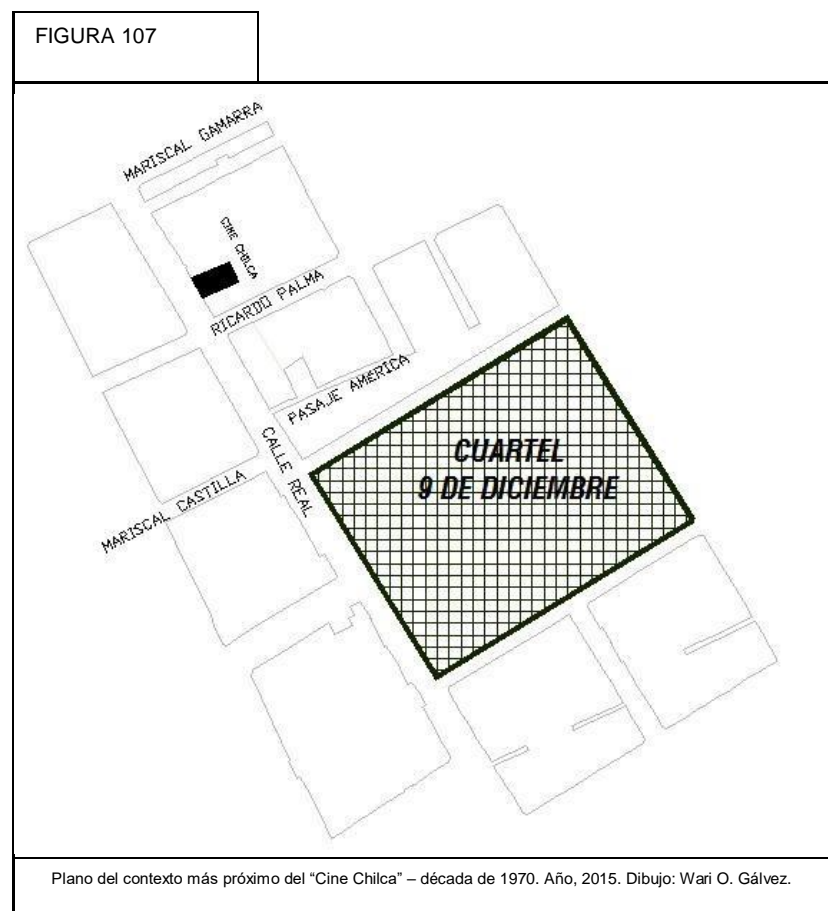 FIGURA 107
MARISCAL GAMARRA
CINE CHILCA
RICARDO PALMA
PASAJE AMERICA
CALLE REAL
MARISCAL CASTILLA
CUARTEL
9 DE DICIEMBRE
Plano del contexto más próximo del “Cine Chilca” – década de 1970. Año, 2015. Dibujo: Wari O. Gálvez.